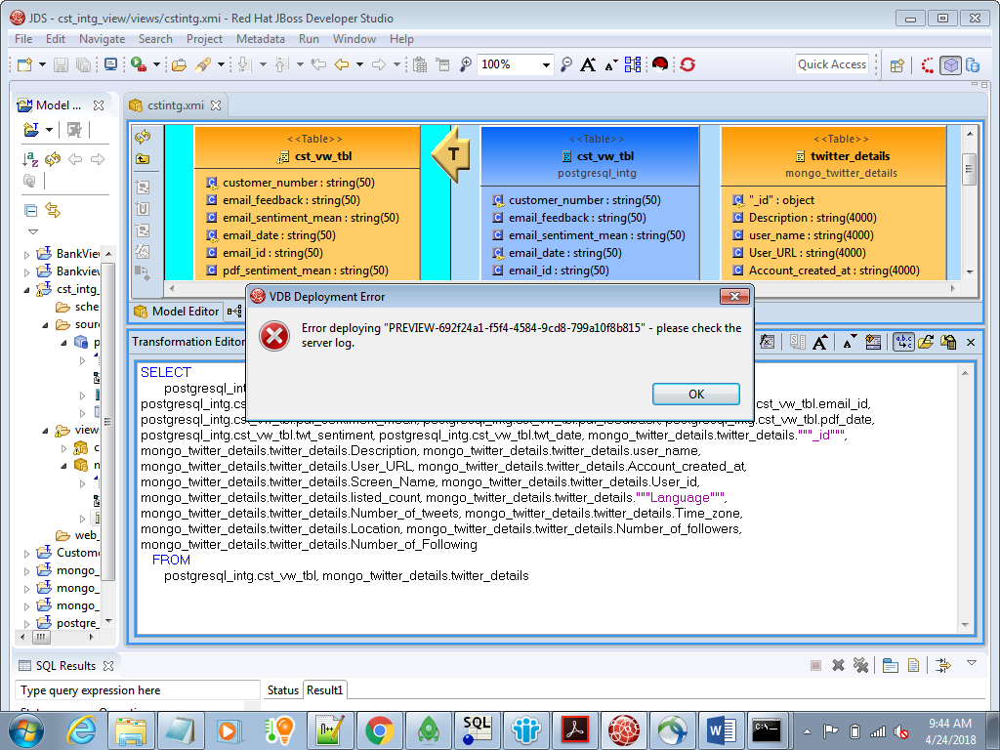 JDS - cst_intg_view/views/cstintg.xmi - Red Hat JBoss Developer Studio
File Edit Navigate Search Project Metadata Run Window Help
100%
Quick Access
Model ...
cstintg.xmi
<<Table>>
cst_vw_tbl
customer_number : string(50)
email_feedback : string(50)
email_sentiment_mean : string(50)
email_date : string(50)
email_id : string(50)
pdf_sentiment_mean : string(50)
T
<<Table>>
cst_vw_tbl
postgresql_intg
customer_number : string(50)
email_feedback : string(50)
email_sentiment_mean : string(50)
email_date : string(50)
email_id : string(50)
<<Table>>
twitter_details
mongo_twitter_details
"_id" : object
Description : string(4000)
user_name : string(4000)
User_URL : string(4000)
Account_created_at : string(4000)
BankView
Bankview
cst_intg_
sche
sourc
p
view
c
n
web_
Custome
mongo_
mongo_
mongo_
postgre_
Model Editor
VDB Deployment Error
Error deploying "PREVIEW-692f24a1-f5f4-4584-9cd8-799a10f8b815" - please check the
server log.
OK
Transformation Editor
SELECT
postgresql_int
cst_vw_tbl.email_id,
postgresql_intg.cst_vw_tbl.pdf_sentiment_mean, postgresql_intg.cst_vw_tbl.pdf_feedback, postgresql_intg.cst_vw_tbl.pdf_date,
postgresql_intg.cst_vw_tbl.twt_sentiment, postgresql_intg.cst_vw_tbl.twt_date, mongo_twitter_details.twitter_details."""_id""",
mongo_twitter_details.twitter_details.Description, mongo_twitter_details.twitter_details.user_name,
mongo_twitter_details.twitter_details.User_URL, mongo_twitter_details.twitter_details.Account_created_at,
mongo_twitter_details.twitter_details.Screen_Name, mongo_twitter_details.twitter_details.User_id,
mongo_twitter_details.twitter_details.listed_count, mongo_twitter_details.twitter_details."""Language""",
mongo_twitter_details.twitter_details.Number_of_tweets, mongo_twitter_details.twitter_details.Time_zone,
mongo_twitter_details.twitter_details.Location, mongo_twitter_details.twitter_details.Number_of_followers,
mongo_twitter_details.twitter_details.Number_of_Following
FROM
postgresql_intg.cst_vw_tbl, mongo_twitter_details.twitter_details
SQL Results
Type query expression here
Status Result1
SQL
9:44 AM
4/24/2018